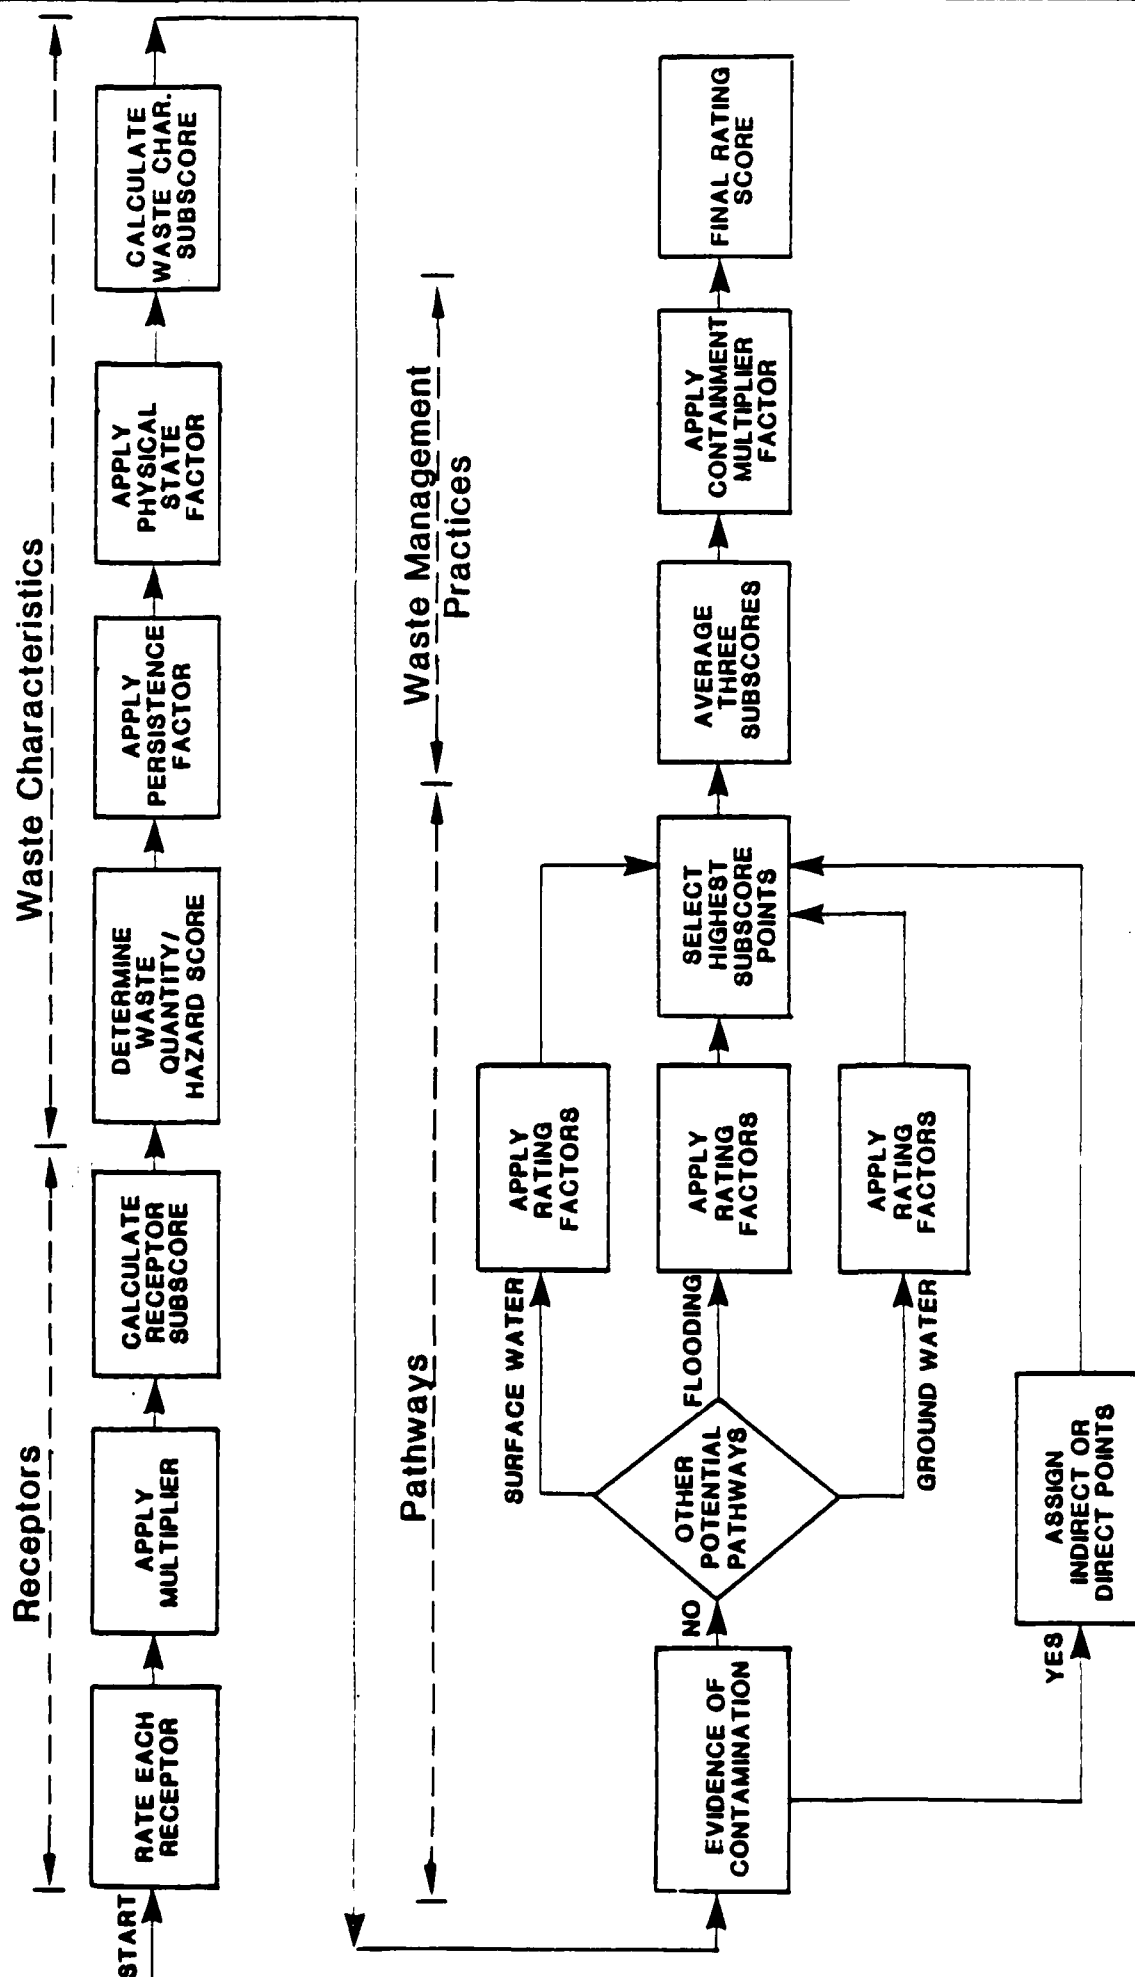 Receptors
Waste Characteristics
START
RATE EACH
RECEPTOR
APPLY
MULTIPLIER
CALCULATE
RECEPTOR
SUBSCORE
DETERMINE
WASTE
QUANTITY/
HAZARD SCORE
APPLY
PERSISTENCE
FACTOR
APPLY
PHYSICAL
STATE
FACTOR
CALCULATE
WASTE CHAR.
SUBSCORE
Pathways
Waste Management
Practices
EVIDENCE OF
CONTAMINATION
NO
YES
OTHER
POTENTIAL
PATHWAYS
SURFACE WATER
FLOODING
GROUND WATER
APPLY
RATING
FACTORS
APPLY
RATING
FACTORS
APPLY
RATING
FACTORS
ASSIGN
INDIRECT OR
DIRECT POINTS
SELECT
HIGHEST
SUBSCORE
POINTS
AVERAGE
THREE
SUBSCORES
APPLY
CONTAINMENT
MULTIPLIER
FACTOR
FINAL RATING
SCORE